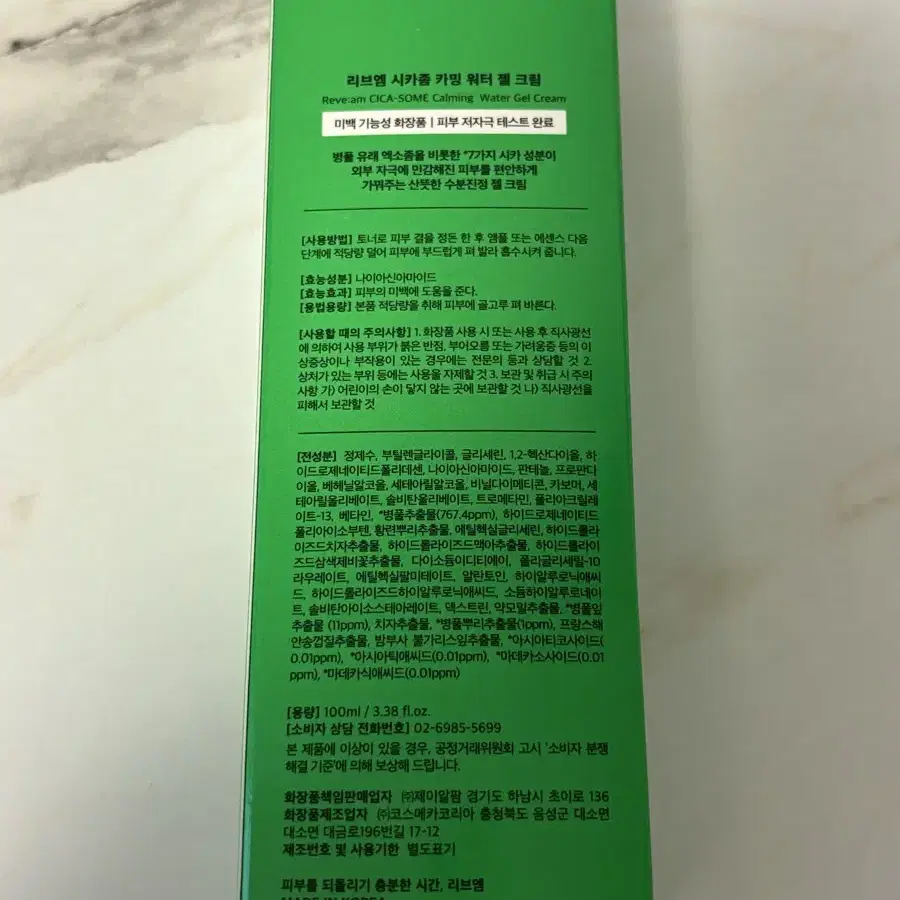 리브엠 시카좀 카밍 워터 젤 크림
Reve:am CICA-SOME Calming Water Gel Cream
미백 기능성 화장품 | 피부 저자극 테스트 완료
병풀 유래 엑소좀을 비롯한 *7가지 시카 성분이
외부 자극에 민감해진 피부를 편안하게
가꿔주는 산뜻한 수분진정 젤 크림
[사용방법] 토너로 피부 결을 정돈 한 후 앰풀 또는 에센스 다음
단계에 적당량 덜어 피부에 부드럽게 펴 발라 흡수시켜 줍니다.
[효능성분] 나이아신아마이드
[효능효과] 피부의 미백에 도움을 준다.
[용법용량] 본품 적당량을 취해 피부에 골고루 펴 바른다.
[사용할 때의 주의사항] 1. 화장품 사용 시 또는 사용 후 직사광선
에 의하여 사용 부위가 붉은 반점, 부어오름 또는 가려움증 등의 이
상증상이나 부작용이 있는 경우에는 전문의 등과 상담할 것 2.
상처가 있는 부위 등에는 사용을 자제할 것 3. 보관 및 취급 시 주의
사항 가) 어린이의 손이 닿지 않는 곳에 보관할 것 나) 직사광선을
피해서 보관할 것
[전성분] 정제수, 부틸렌글라이콜, 글리세린, 1,2-헥산다이올, 하
이드로제네이티드폴리데센, 나이아신아마이드, 판테놀, 프로판다
이올, 베헤닐알코올, 세테아릴알코올, 비닐다이메티콘, 카보머, 세
테아릴올리베이트, 솔비탄올리베이트, 트로메타민, 폴리아크릴레
이트-13, 베타인, *병풀추출물(767.4ppm), 하이드로제네이티드
폴리아이소부텐, 황련뿌리추출물, 에틸헥실글리세린, 하이드롤라
이즈드치자추출물, 하이드롤라이즈드맥아추출물, 하이드롤라이
즈드삼색제비꽃추출물, 다이소듐이디티에이, 폴리글리세릴-10
라우레이트, 에틸헥실팔미테이트, 알란토인, 하이알루로닉애씨
드, 하이드롤라이즈드하이알루로닉애씨드, 소듐하이알루로네이
트, 솔비탄아이소스테아레이트, 덱스트린, 약모밀추출물, *병풀잎
추출물 (11ppm), 치자추출물, *병풀뿌리추출물(1ppm), 프랑스해
안송껍질추출물, 밤부사 불가리스잎추출물, *아시아티코사이드(
0.01ppm), *아시아틱애씨드(0.01ppm), *마데카소사이드(0.01
ppm), *마데카식애씨드(0.01ppm)
[용량] 100ml / 3.38 fl.oz.
[소비자 상담 전화번호] 02-6985-5699
본 제품에 이상이 있을 경우, 공정거래위원회 고시 '소비자 분쟁
해결 기준'에 의해 보상해 드립니다.
화장품책임판매업자 ㈜제이알팜 경기도 하남시 초이로 136
화장품제조업자 ㈜코스메카코리아 충청북도 음성군 대소면
대소면 대금로196번길 17-12
제조번호 및 사용기한 별도표기
피부를 되돌리기 충분한 시간, 리브엠
MADE IN KOREA